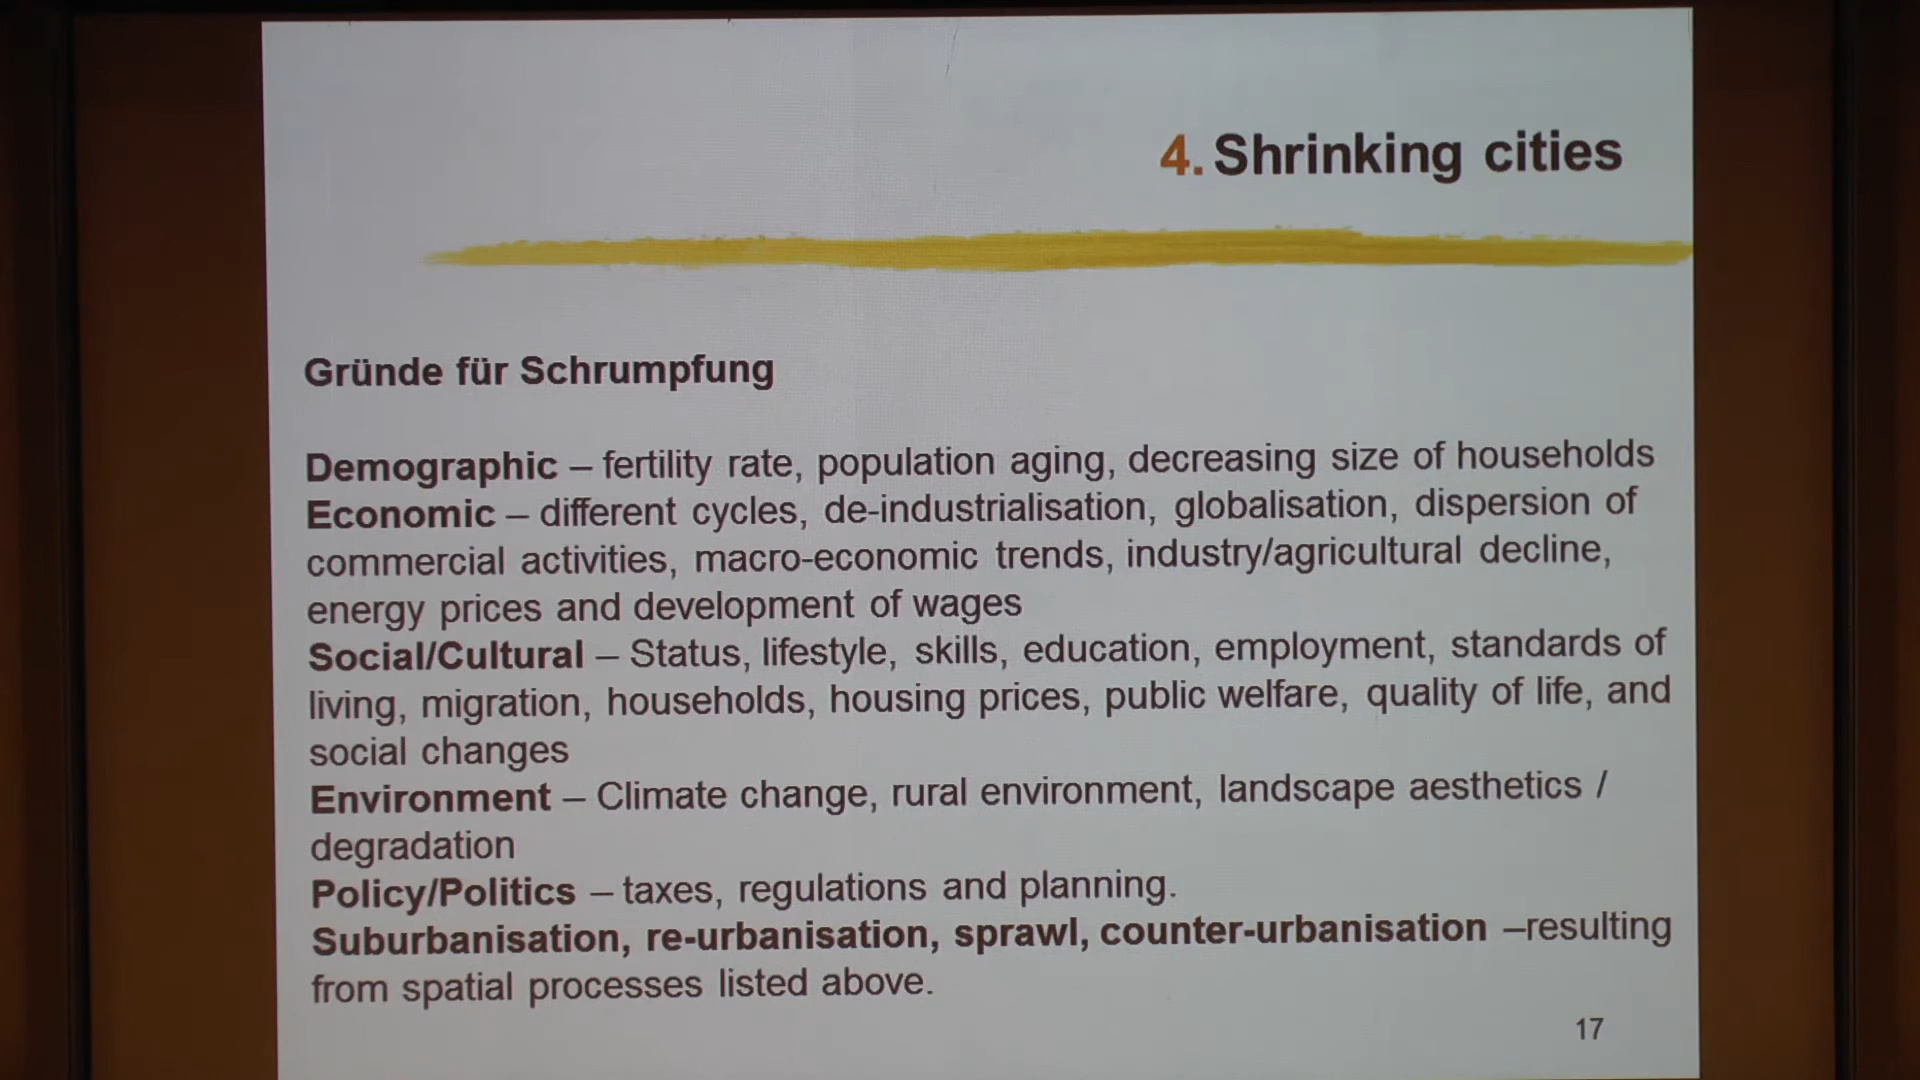 4. Shrinking cities
Gründe für Schrumpfung
Demographic – fertility rate, population aging, decreasing size of households
Economic – different cycles, de-industrialisation, globalisation, dispersion of
commercial activities, macro-economic trends, industry/agricultural decline,
energy prices and development of wages
Social/Cultural – Status, lifestyle, skills, education, employment, standards of
living, migration, households, housing prices, public welfare, quality of life, and
social changes
Environment – Climate change, rural environment, landscape aesthetics /
degradation
Policy/Politics – taxes, regulations and planning.
Suburbanisation, re-urbanisation, sprawl, counter-urbanisation –resulting
from spatial processes listed above.
17